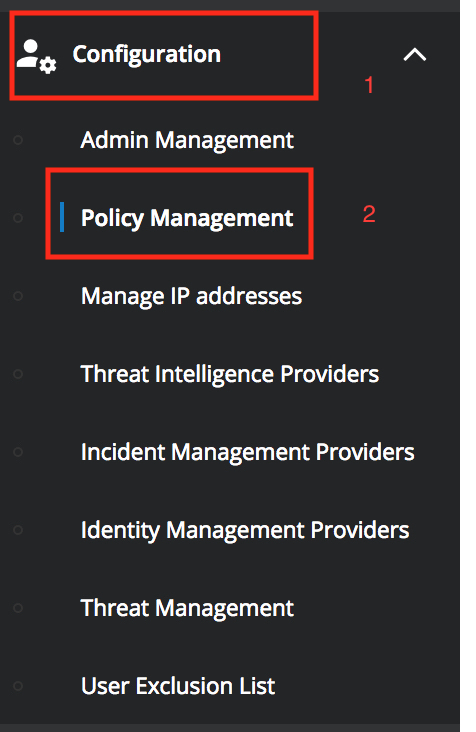 Configuration
1
Admin Management
Policy Management
2
Manage IP addresses
Threat Intelligence Providers
Incident Management Providers
Identity Management Providers
Threat Management
User Exclusion List